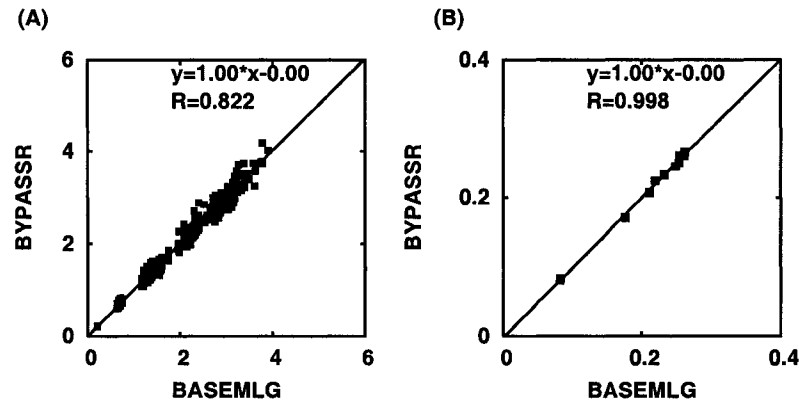 (A)
6
y=1.00*x-0.00
R=0.822
4
BYPASSR
2
0
0 2 4 6
BASEMLG
(B)
0.4
y=1.00*x-0.00
R=0.998
BYPASSR
0.2
0
0 0.2 0.4
BASEMLG